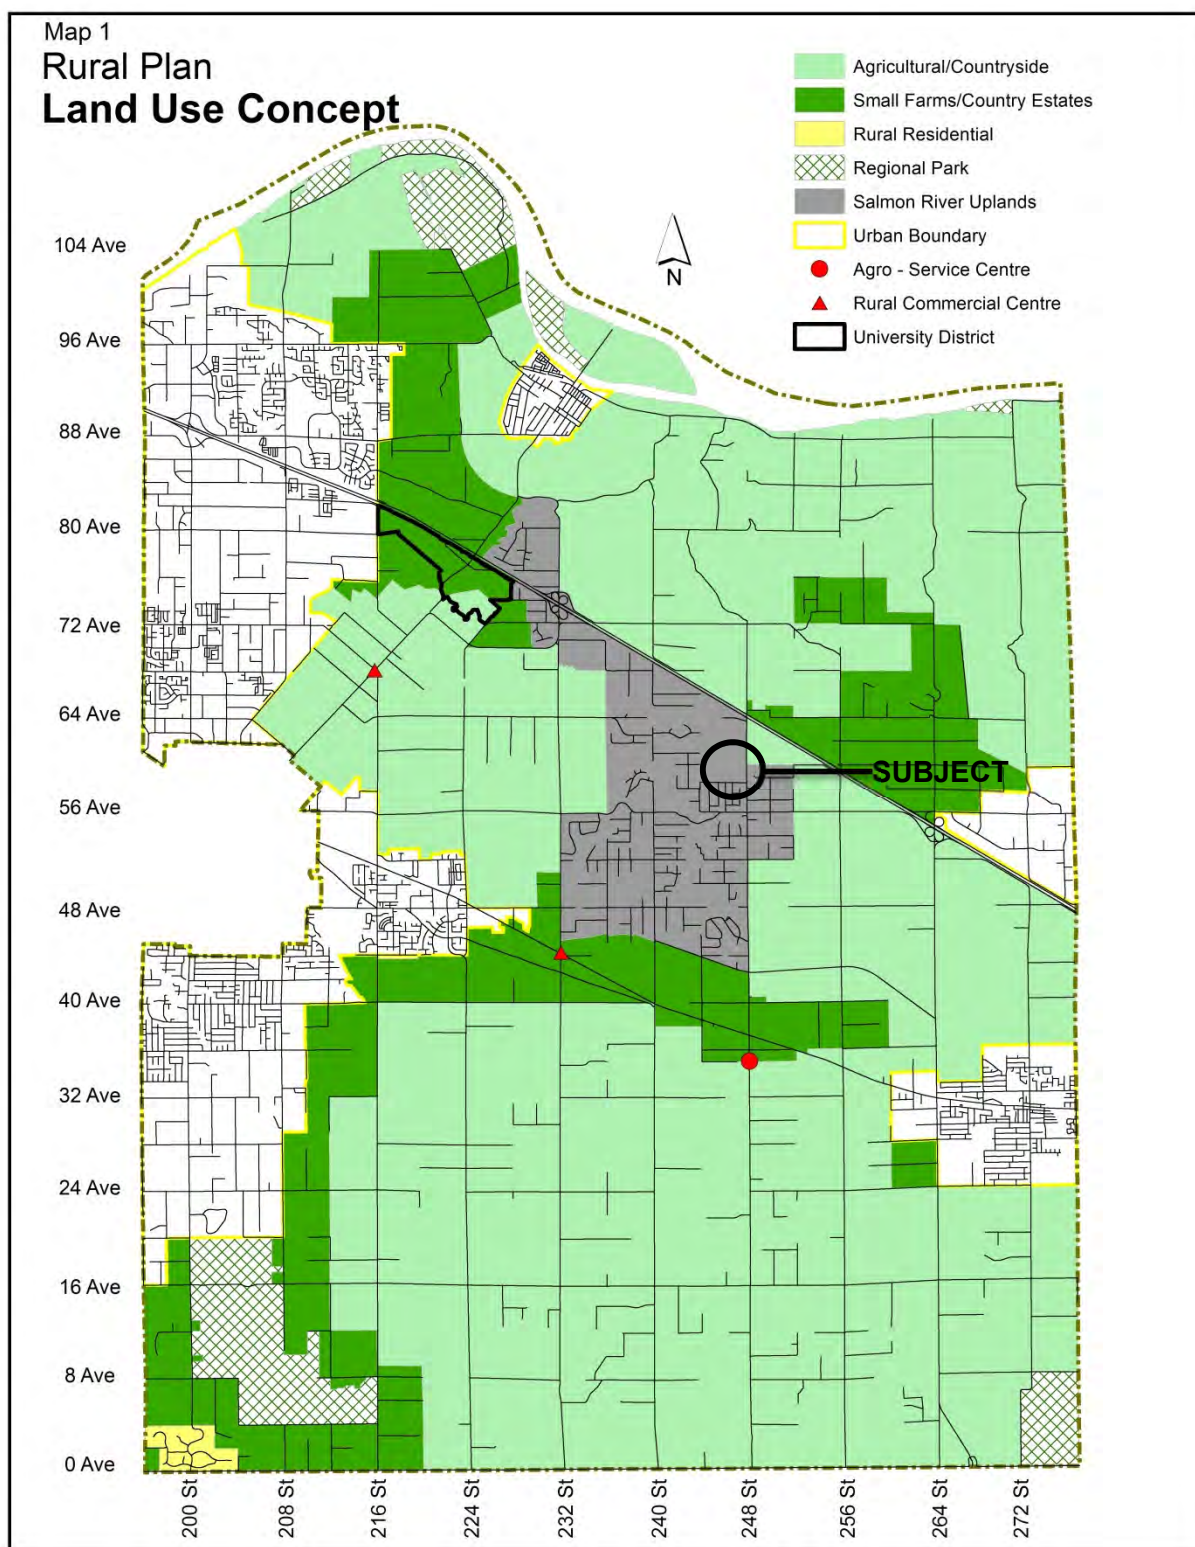 Map 1
Rural Plan
Land Use Concept
Agricultural/Countryside
Small Farms/Country Estates
Rural Residential
Regional Park
Salmon River Uplands
Urban Boundary
Agro - Service Centre
Rural Commercial Centre
University District
N
104 Ave
96 Ave
88 Ave
80 Ave
72 Ave
64 Ave
56 Ave
48 Ave
40 Ave
32 Ave
24 Ave
16 Ave
8 Ave
0 Ave
SUBJECT
200 St
208 St
216 St
224 St
232 St
240 St
248 St
256 St
264 St
272 St